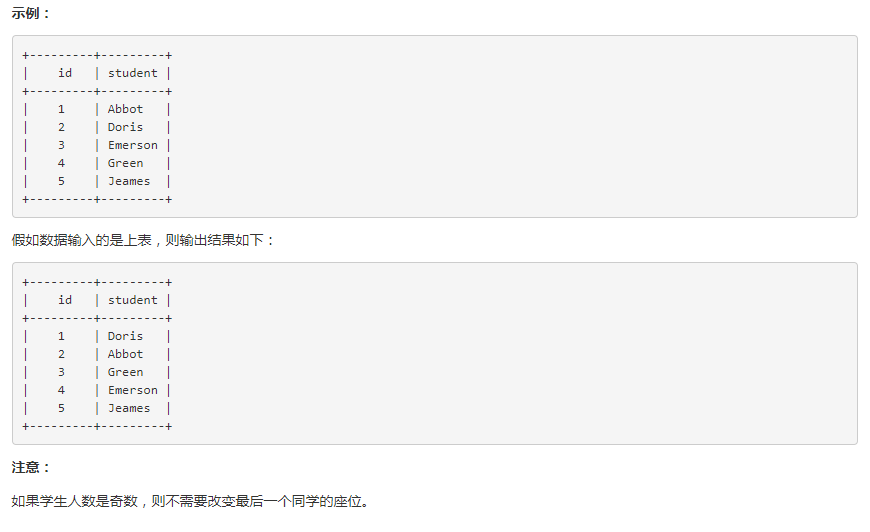 示例：
+---------+---------+
|    id   | student |
+---------+---------+
|    1    | Abbot   |
|    2    | Doris   |
|    3    | Emerson |
|    4    | Green   |
|    5    | Jeames  |
+---------+---------+
假如数据输入的是上表，则输出结果如下：
+---------+---------+
|    id   | student |
+---------+---------+
|    1    | Doris   |
|    2    | Abbot   |
|    3    | Green   |
|    4    | Emerson |
|    5    | Jeames  |
+---------+---------+
注意：
如果学生人数是奇数，则不需要改变最后一个同学的座位。